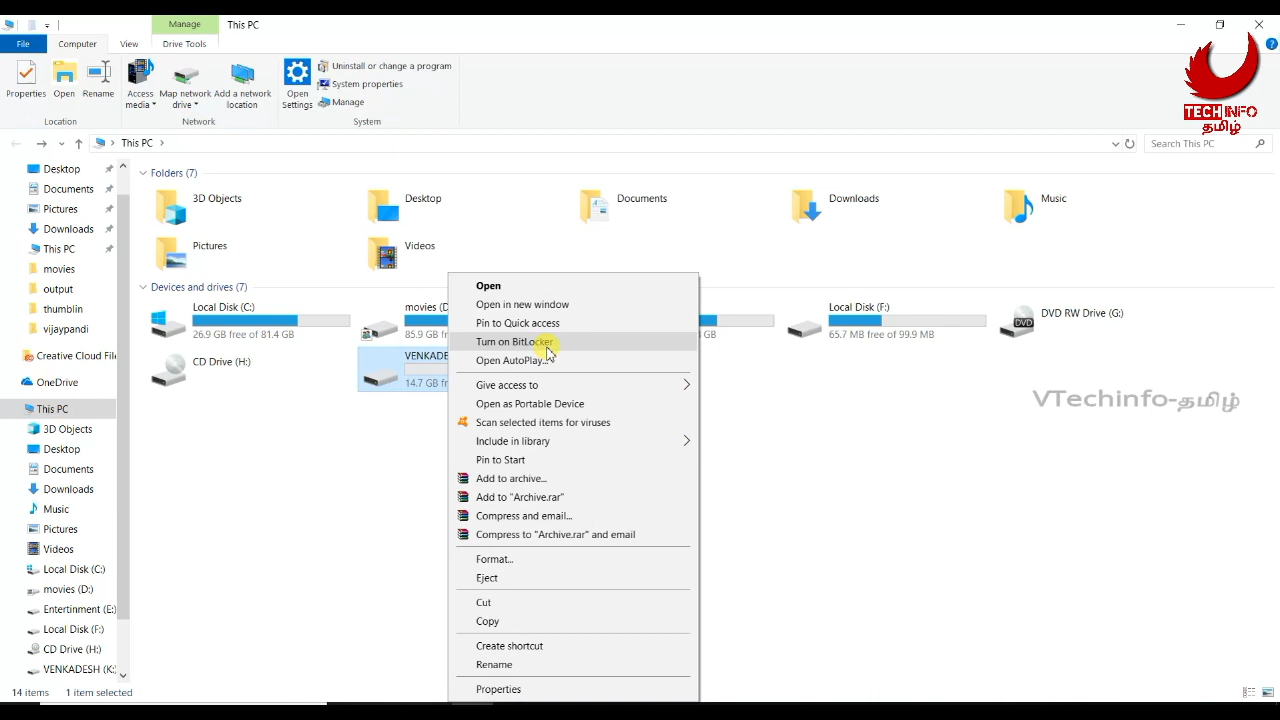 Manage
This PC
File
Computer
View
Drive Tools
Properties
Open
Rename
Access media
Map network drive
Add a network location
Open Settings
Uninstall or change a program
System properties
Manage
Location
Network
System
TECH INFO
தமிழ்
This PC
Search This PC
Desktop
Documents
Pictures
Downloads
This PC
movies
output
thumblin
vijaypandi
Creative Cloud Fil
OneDrive
This PC
3D Objects
Desktop
Documents
Downloads
Music
Pictures
Videos
Local Disk (C:)
movies (D:)
Entertinment (E:)
Local Disk (F:)
CD Drive (H:)
VENKADESH (K:)
Folders (7)
3D Objects
Desktop
Documents
Downloads
Music
Pictures
Videos
Devices and drives (7)
Local Disk (C:)
26.9 GB free of 81.4 GB
movies (D
85.9 GB fr
GB
Local Disk (F:)
65.7 MB free of 99.9 MB
DVD RW Drive (G:)
CD Drive (H:)
VENKADE
14.7 GB fr
Open
Open in new window
Pin to Quick access
Turn on BitLocker
Open AutoPlay...
Give access to
Open as Portable Device
Scan selected items for viruses
Include in library
Pin to Start
Add to archive...
Add to "Archive.rar"
Compress and email...
Compress to "Archive.rar" and email
Format...
Eject
Cut
Copy
Create shortcut
Rename
Properties
VTechinfo-தமிழ்
14 items
1 item selected